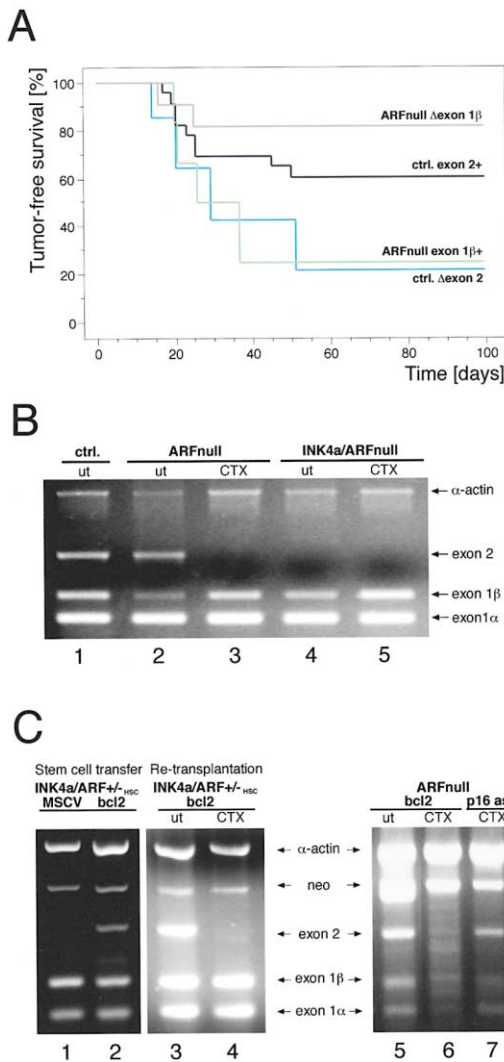 A
Tumor-free survival [%]
100
80
60
40
20
0
ARFnull Δexon 1β
ctrl. exon 2+
ARFnull exon 1β+
ctrl. Δexon 2
0 20 40 60 80 100
Time [days]
B
ctrl. ARFnull INK4a/ARFnull
ut ut CTX ut CTX
α-actin
exon 2
exon 1β
exon1α
1 2 3 4 5
C
Stem cell transfer Re-transplantation ARFnull
INK4a/ARF+/-HSC INK4a/ARF+/-HSC bcl2 p16 as
MSCV bcl2 bcl2 ut CTX CTX
ut CTX
α-actin
neo
exon 2
exon 1β
exon 1α
1 2 3 4 5 6 7